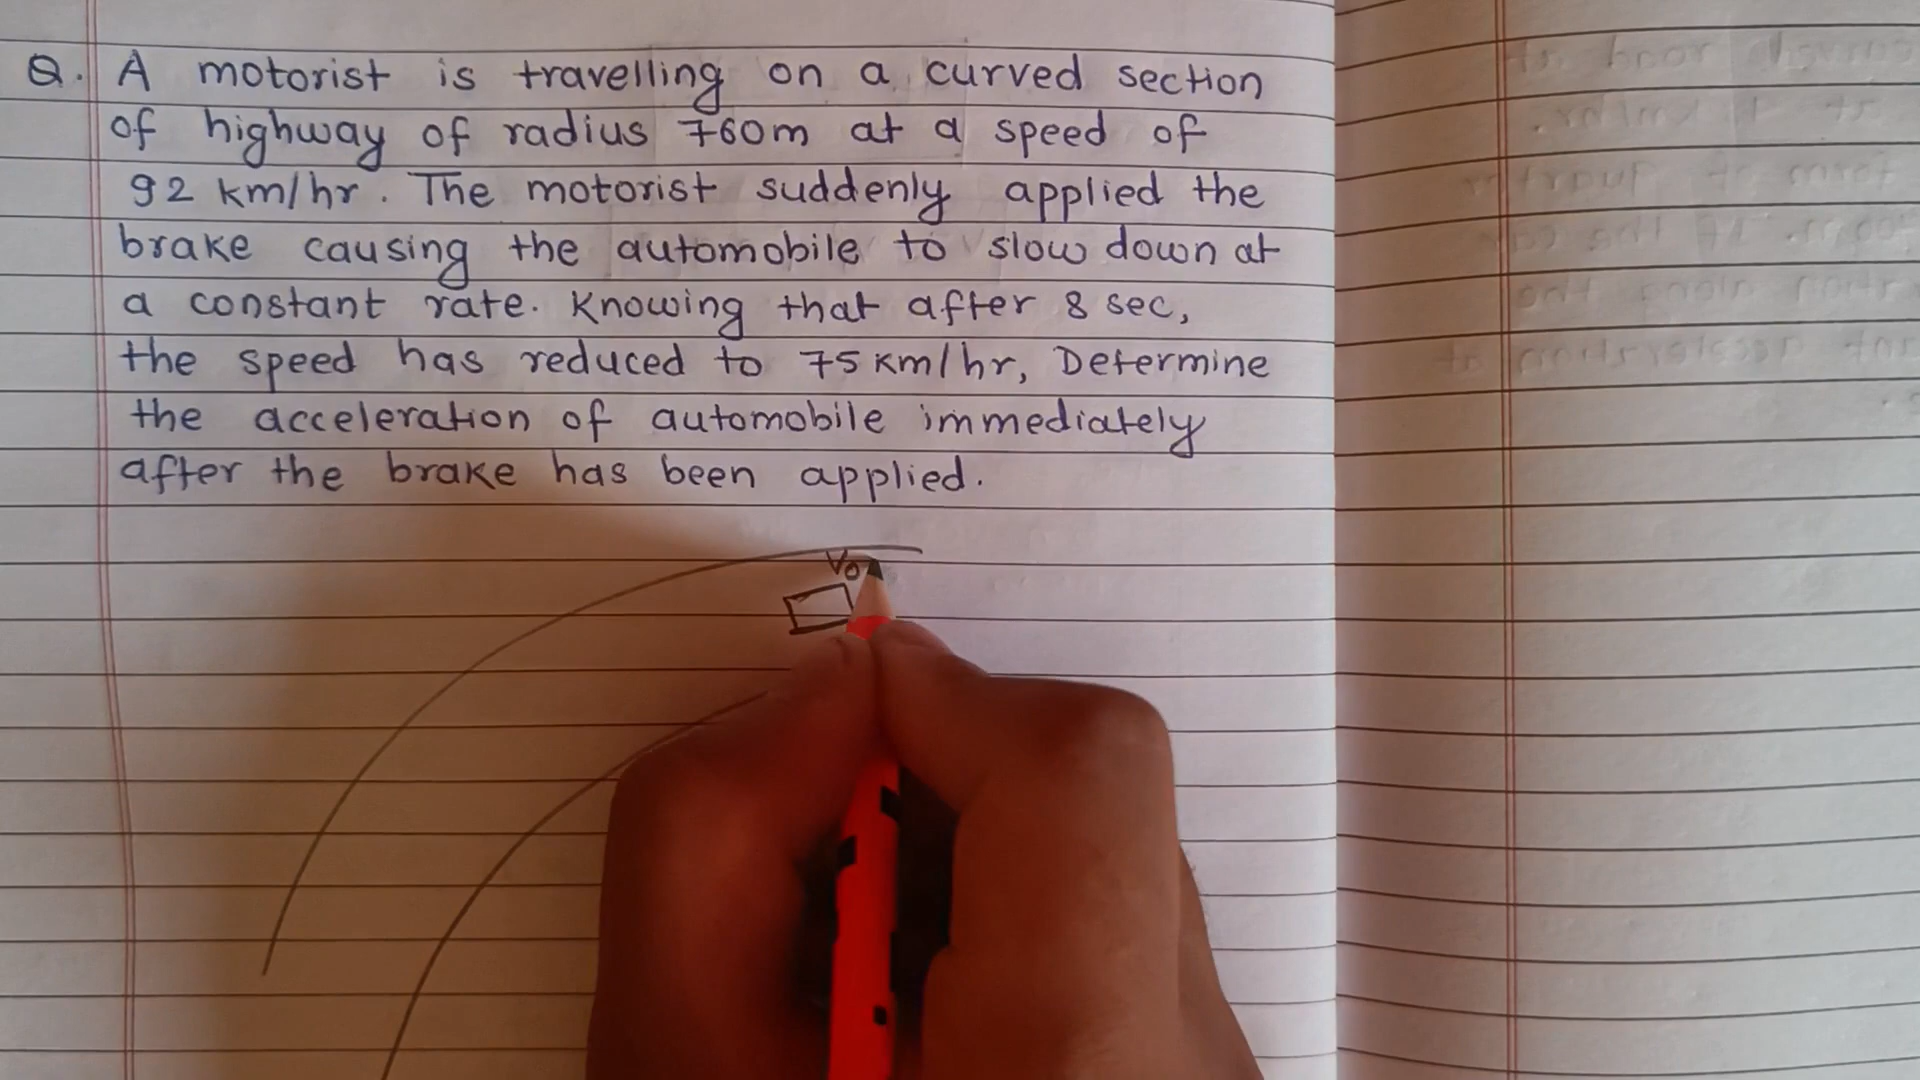 Q. A motorist is travelling on a curved section
of highway of radius 760m at a speed of
92 km/hr. The motorist suddenly applied the
brake causing the automobile to slow down at
a constant rate. Knowing that after 8 sec,
the speed has reduced to 75 km/hr, Determine
the acceleration of automobile immediately
after the brake has been applied.
Vo